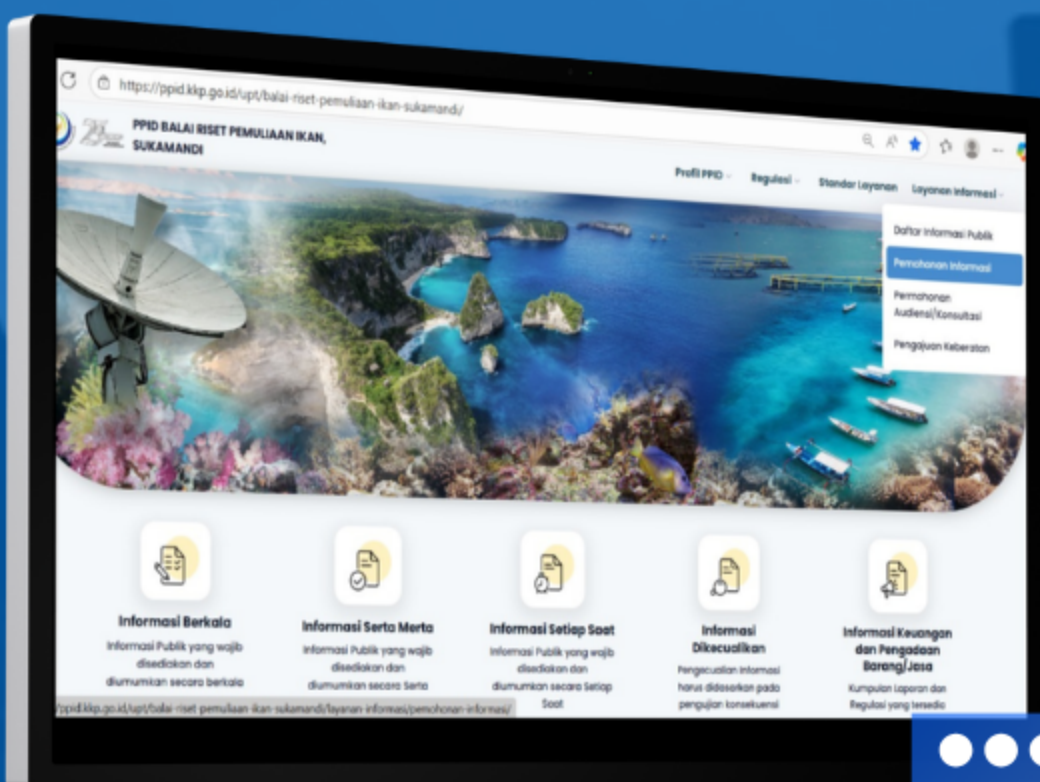 https://ppid.kkp.go.id/upt/balai-riset-pemuliaan-ikan-sukamandi/
PPID BALAI RISET PEMULIAAN IKAN,
SUKAMANDI
Profil PPID
Regulasi
Standar Layanan
Layanan Informasi
Daftar Informasi Publik
Pemohonan Informasi
Permohonan
Audiensi/Konsultasi
Pengajuan Keberatan
Informasi Berkala
Informasi Publik yang wajib
disediakan dan
diumumkan secara berkala
Informasi Serta Merta
Informasi Publik yang wajib
disediakan dan
diumumkan secara Serta
Informasi Setiap Saat
Informasi Publik yang wajib
disediakan dan
diumumkan secara Setiap
Saat
Informasi
Dikecualikan
Pengecualian Informasi
harus didasarkan pada
pengujian konsekuensi
Informasi Keuangan
dan Pengadaan
Barang/Jasa
Kumpulan Laporan dan
Regulasi yang tersedia
/ppid.kkp.go.id/upt/balai-riset-pemuliaan-ikan-sukamandi/layanan-informasi/pemohonan-informasi/